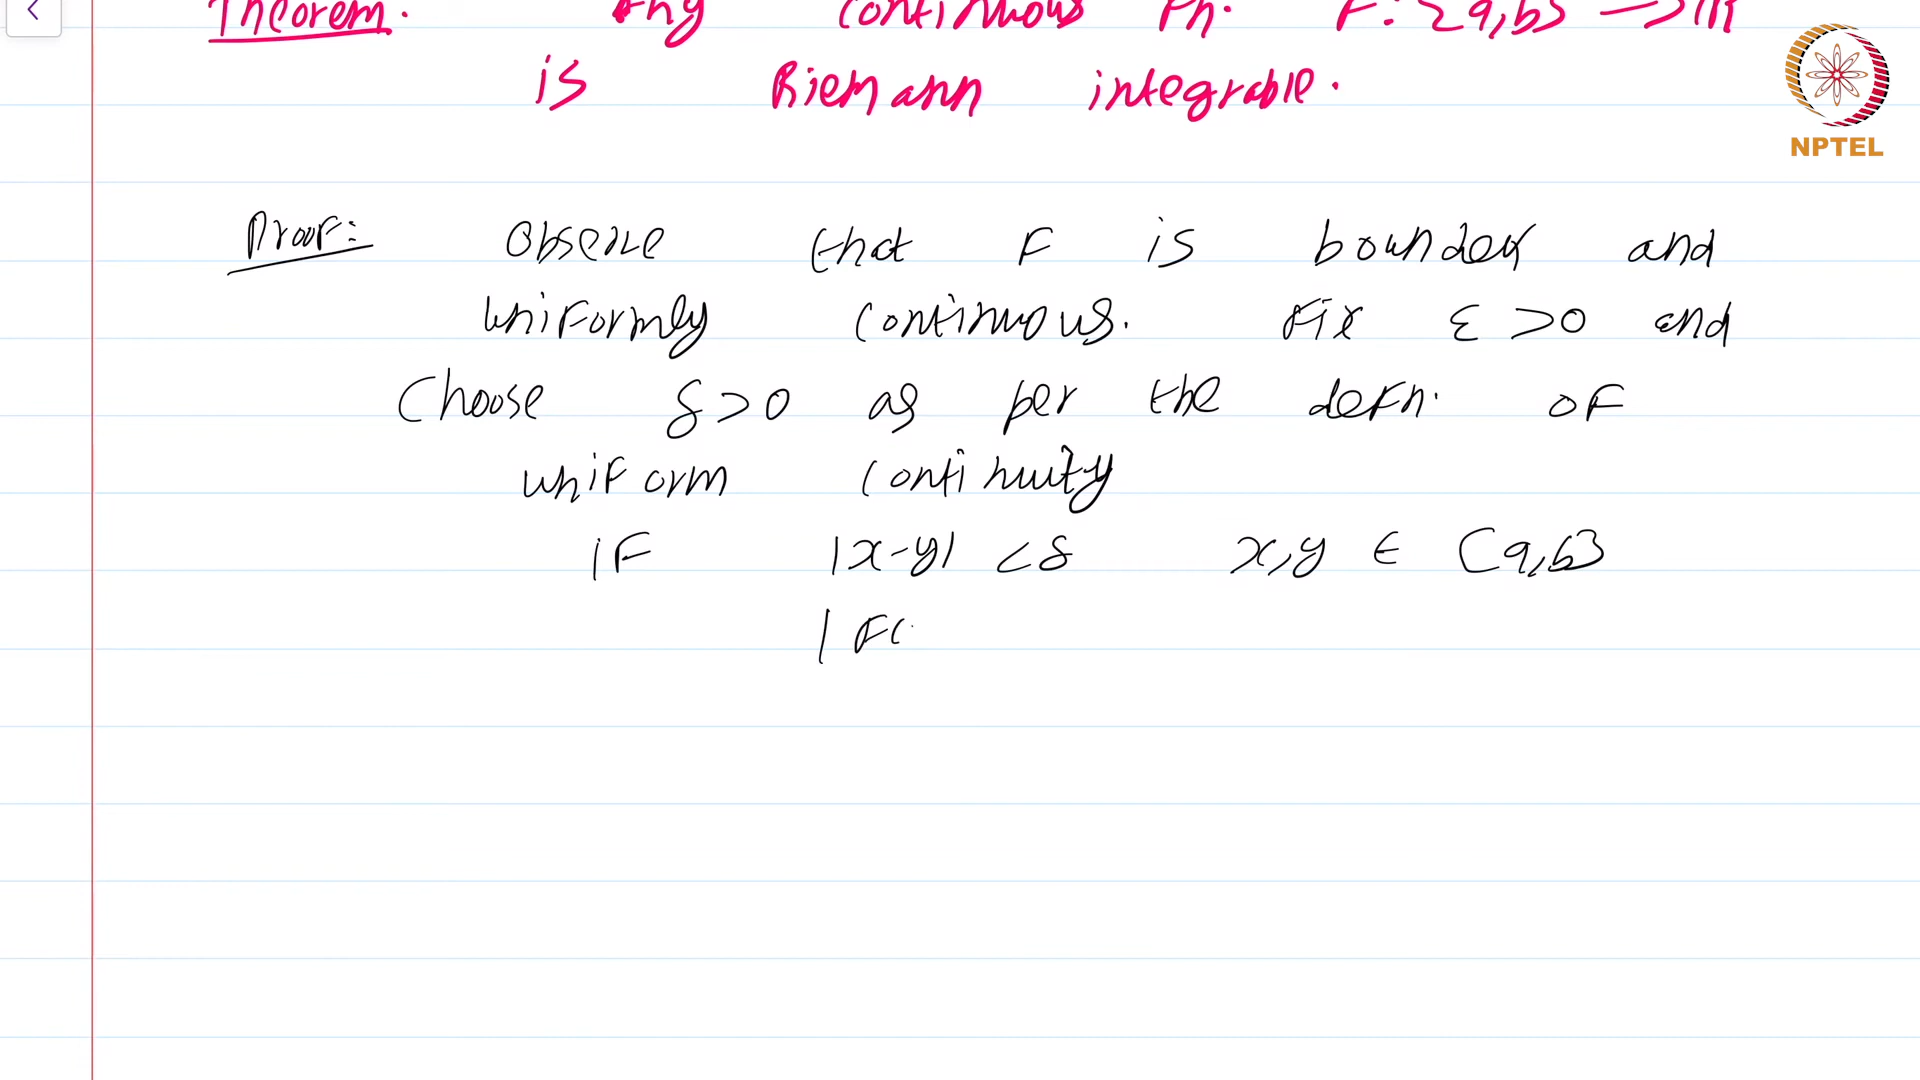 Theorem. Any continuous fn. F: [a,b] → IR
is Riemann integrable.
NPTEL
Proof: Observe that F is bounded and
uniformly continuous. Fix ε > 0 and
Choose δ > 0 as per the defn. of
uniform continuity
if |x-y| < δ x,y ∈ [a,b]
| F(